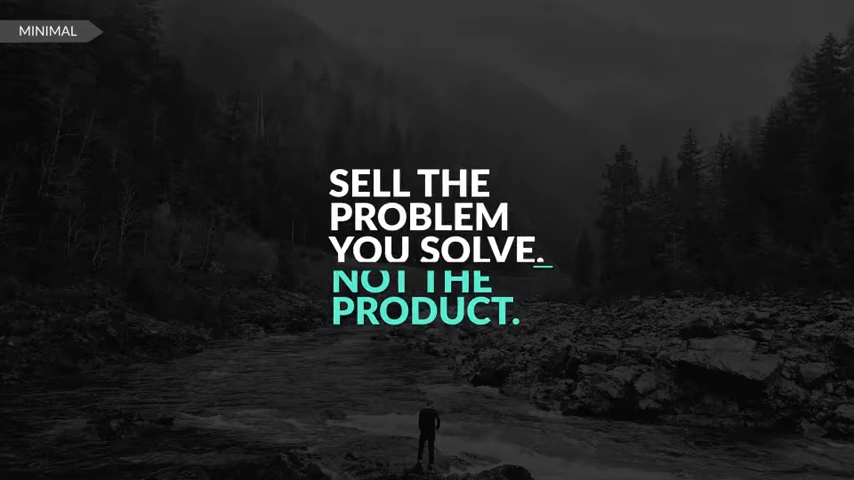 MINIMAL
SELL THE
PROBLEM
YOU SOLVE.
NOT THE
PRODUCT.